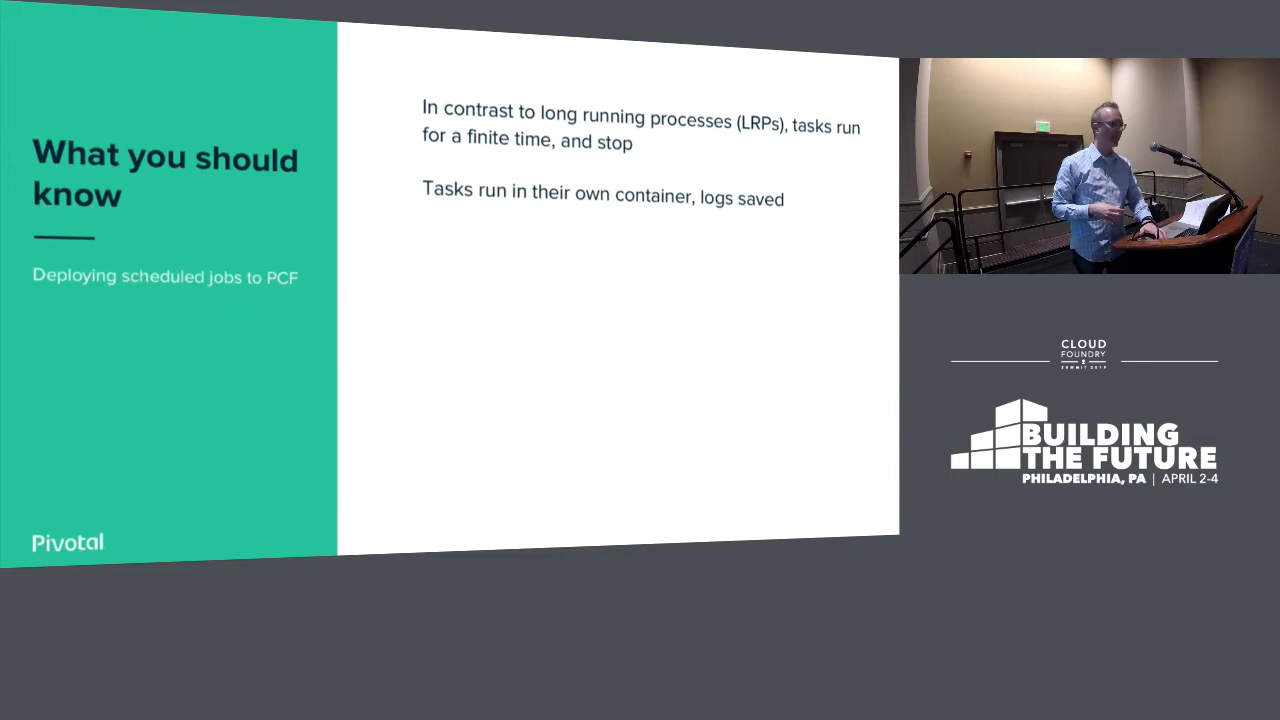 What you should
know
Deploying scheduled jobs to PCF
Pivotal
In contrast to long running processes (LRPs), tasks run
for a finite time, and stop
Tasks run in their own container, logs saved
CLOUD
FOUNDRY
SUMMIT 2019
BUILDING
THE FUTURE
PHILADELPHIA, PA | APRIL 2-4